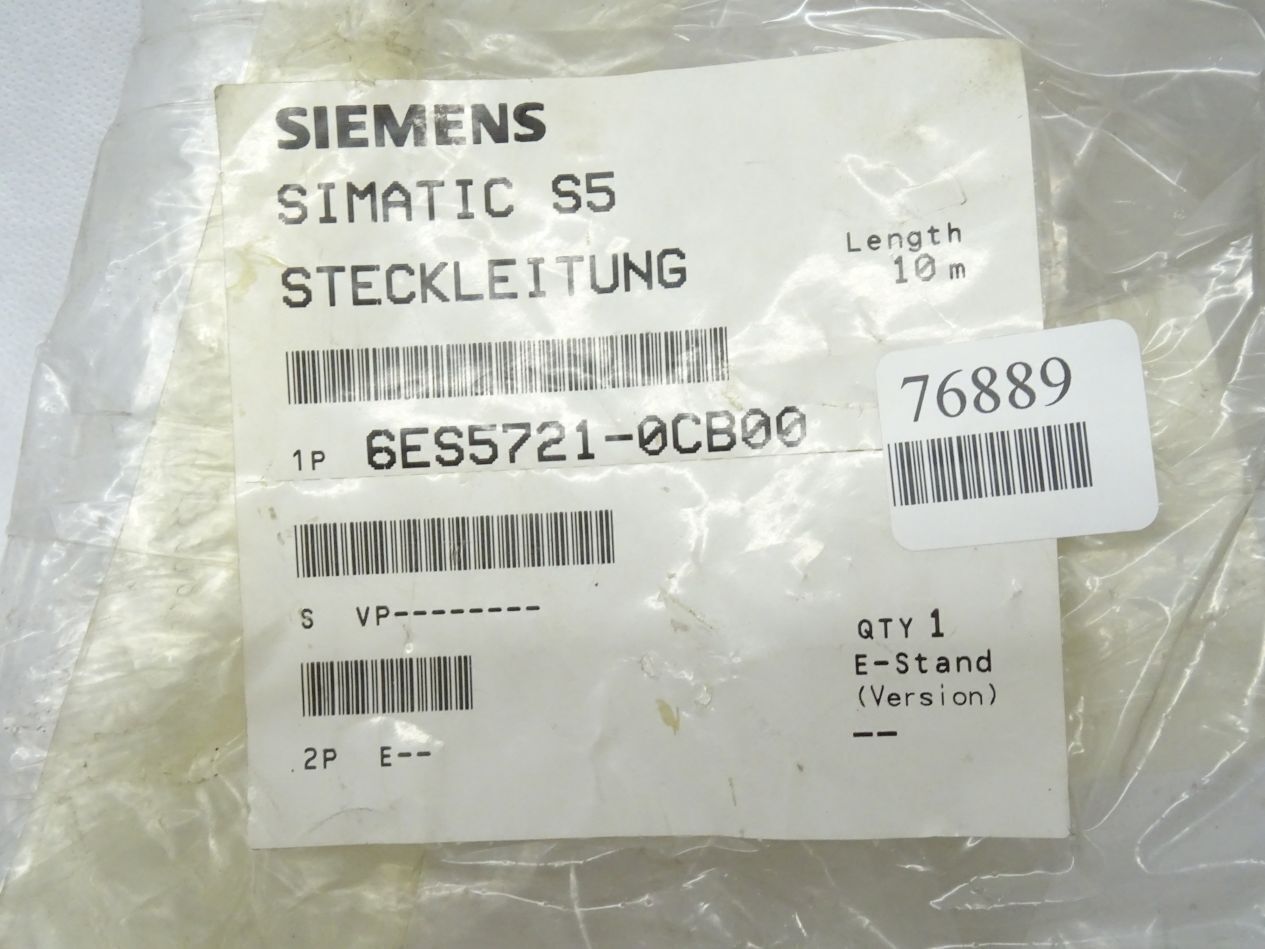 SIEMENS
SIMATIC S5
STECKLEITUNG
Length
10 m
76889
1P 6ES5721-0CB00
S VP--------
QTY 1
E-Stand
(Version)
--
2P E--